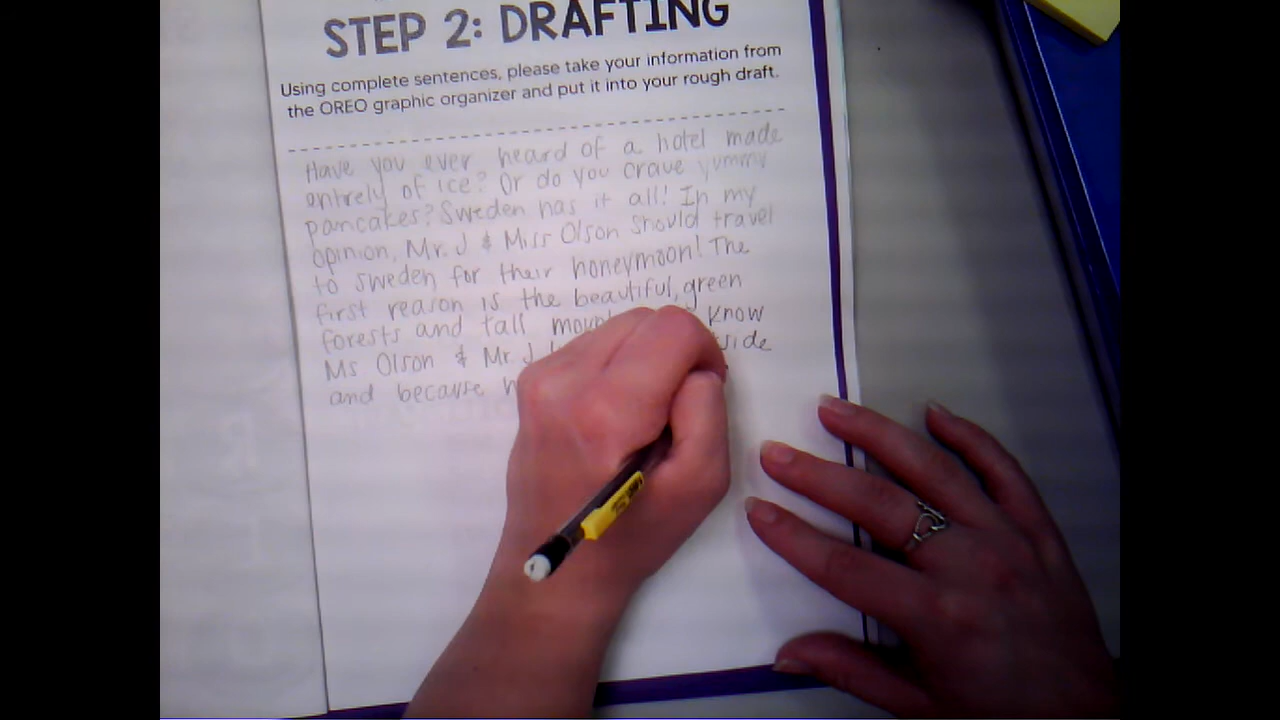 STEP 2: DRAFTING
Using complete sentences, please take your information from
the OREO graphic organizer and put it into your rough draft.
Have you ever heard of a hotel made
entirely of ice? Or do you crave yummy
pancakes? Sweden has it all! In my
opinion, Mr. J & Miss Olson should travel
to sweden for their honeymoon! The
first reason is the beautiful, green
forests and tall know
Ms Olson & Mr. J
and because